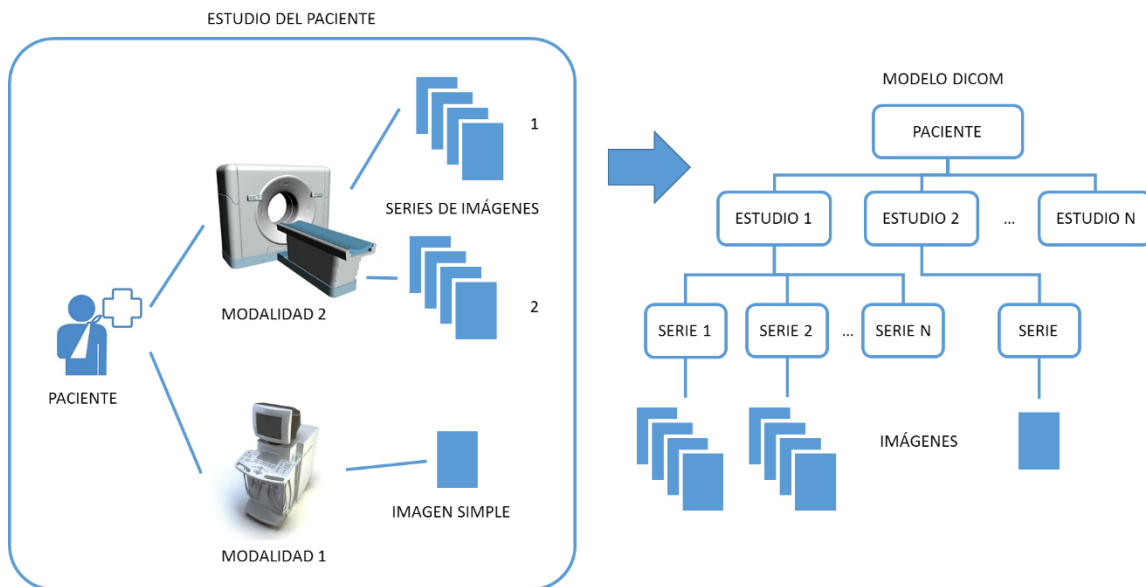 ESTUDIO DEL PACIENTE
1
SERIES DE IMÁGENES
2
MODALIDAD 2
PACIENTE
IMAGEN SIMPLE
MODALIDAD 1
MODELO DICOM
PACIENTE
ESTUDIO 1
ESTUDIO 2
...
ESTUDIO N
SERIE 1
SERIE 2
...
SERIE N
SERIE
IMÁGENES